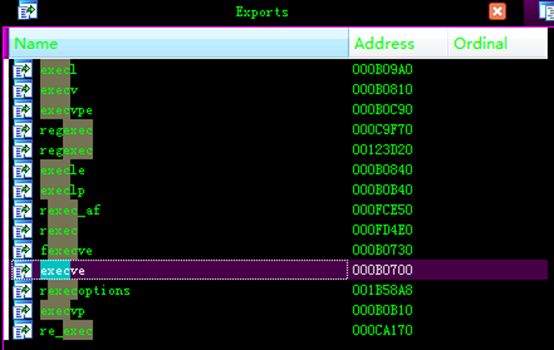 Exports
Name Address Ordinal
execl 000B09A0
execv 000B0810
execvpe 000B0C90
regexec 000C9F70
regexec 00123D20
execle 000B0840
execlp 000B0B40
rexec_af 000FCE50
rexec 000FD4E0
fexecve 000B0730
execve 000B0700
rexecoptions 001B58A8
execvp 000B0B10
re_exec 000CA170